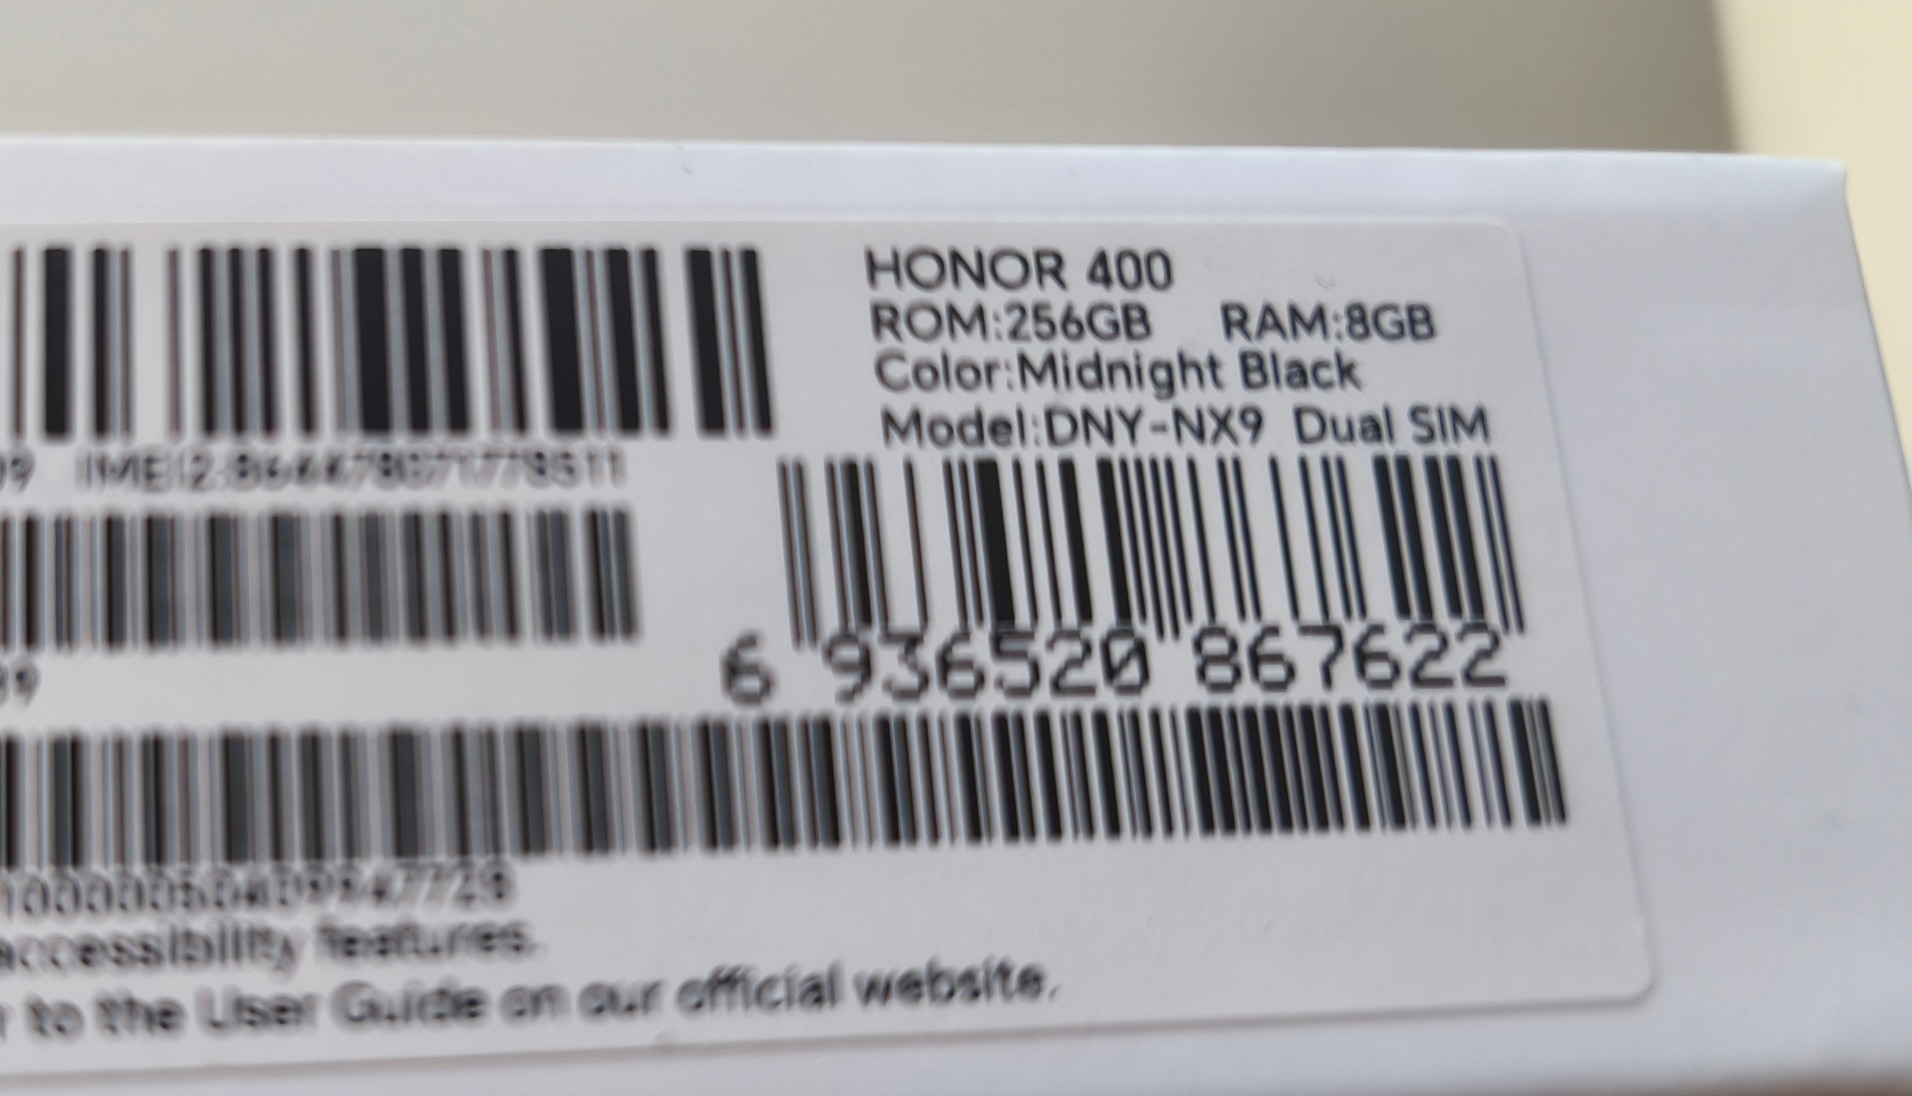 HONOR 400
ROM:256GB RAM:8GB
Color:Midnight Black
Model:DNY-NX9 Dual SIM
6 936520 867622
accessibility features.
to the User Guide on our official website.